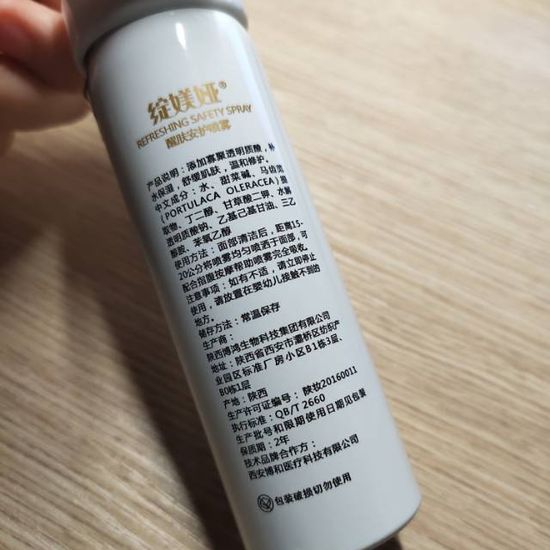 绽媄娅®
REFRESHING SAFETY SPRAY
醒肤安护喷雾
产品说明：添加寡聚透明质酸，补
水保湿，舒缓肌肤，温和修护。
中文成分：水、甜菜碱、马齿苋
（PORTULACA OLERACEA）提
取物、丁二醇、甘草酸二钾、水解
透明质酸钠、乙基己基甘油、三乙
醇胺、苯氧乙醇
使用方法：面部清洁后，距离15-
20公分将喷雾均匀喷洒于面部，可
配合指腹按摩帮助喷雾完全吸收。
注意事项：如有不适，请立即停止
使用，请放置在婴幼儿接触不到的
地方。
保存方法：常温保存
生产商：
陕西博鸿生物科技集团有限公司
地址：陕西省西安市灞桥区纺织产
业园区标准厂房小区B1栋3层、
B0栋1层
产地：陕西
生产许可证编号：陕妆20160011
执行标准：QB/T 2660
生产批号和限期使用日期见包装
保质期：2年
技术品牌合作方：
西安博和医疗科技有限公司
包装破损切勿使用